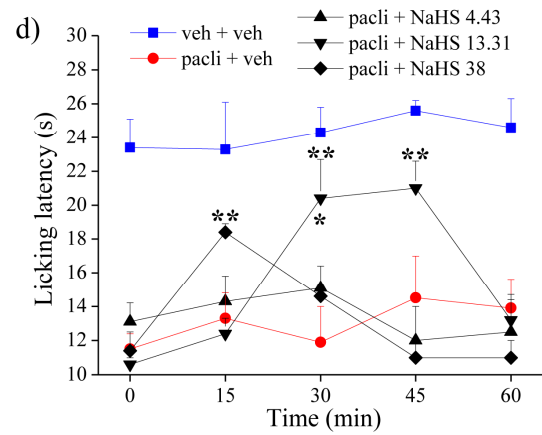 d)
veh + veh
pacli + veh
pacli + NaHS 4.43
pacli + NaHS 13.31
pacli + NaHS 38
Licking latency (s)
30
28
26
24
22
20
18
16
14
12
10
**
**
**
*
0 15 30 45 60
Time (min)